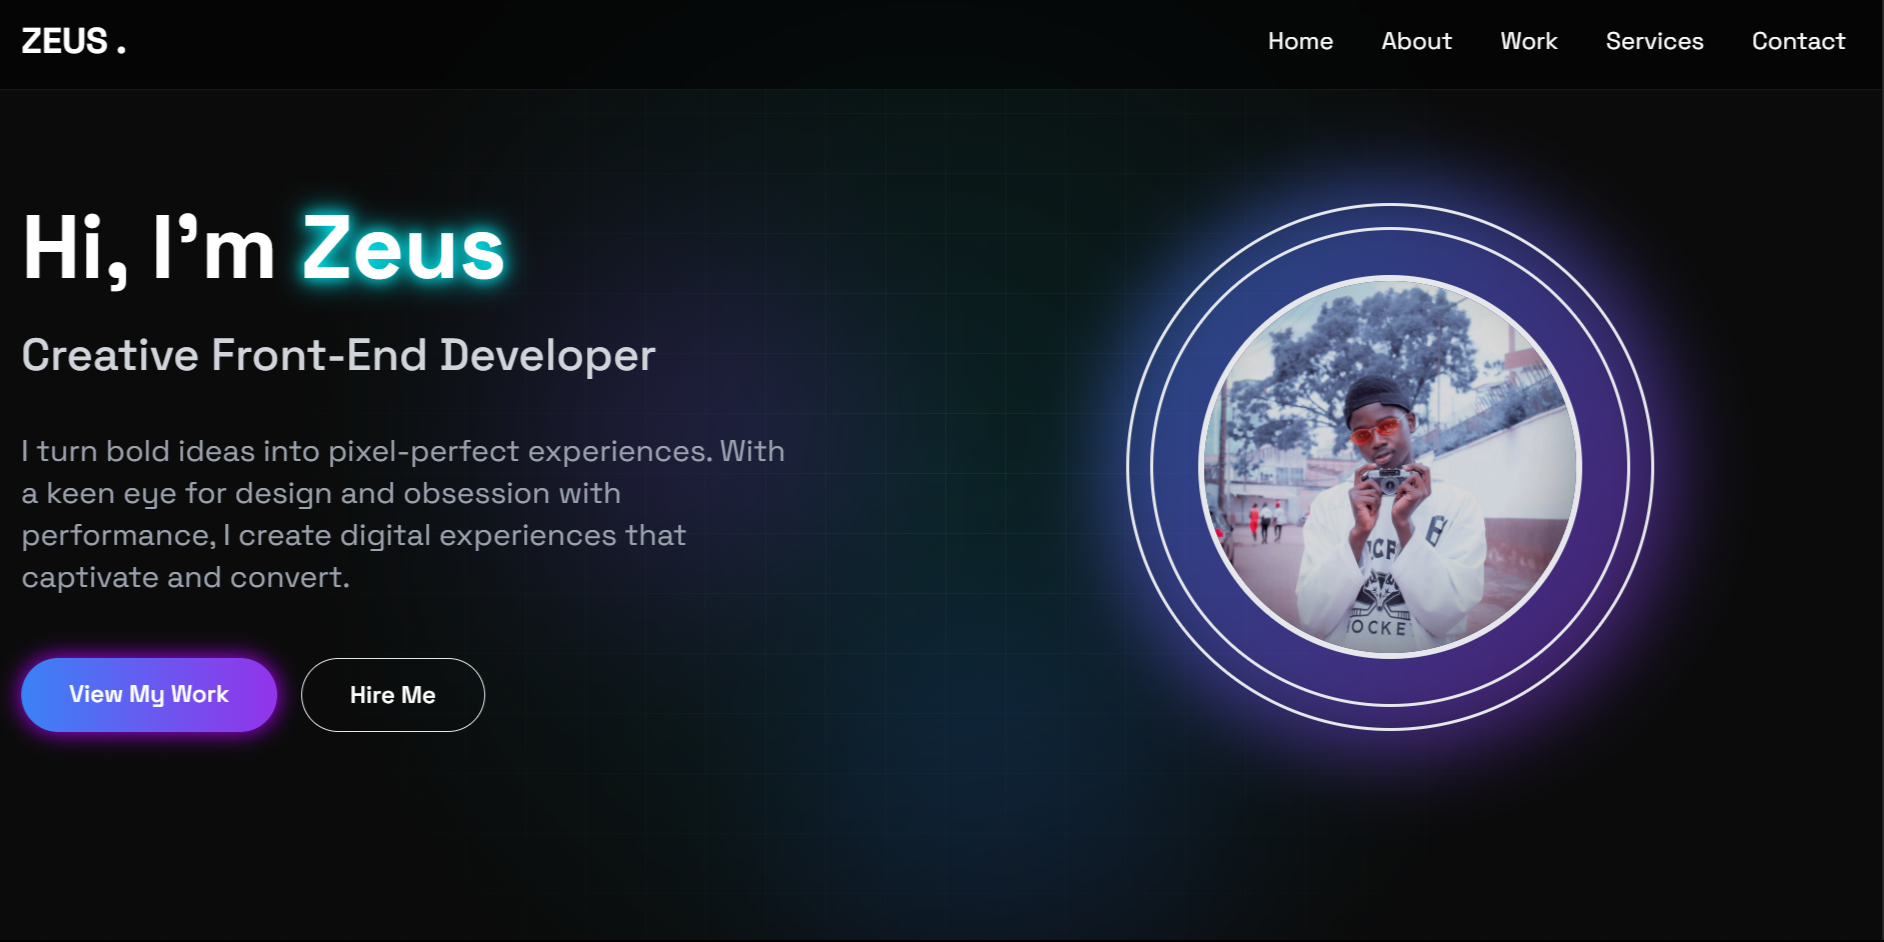 ZEUS .
Home About Work Services Contact
Hi, I’m Zeus
Creative Front-End Developer
I turn bold ideas into pixel-perfect experiences. With
a keen eye for design and obsession with
performance, I create digital experiences that
captivate and convert.
View My Work
Hire Me